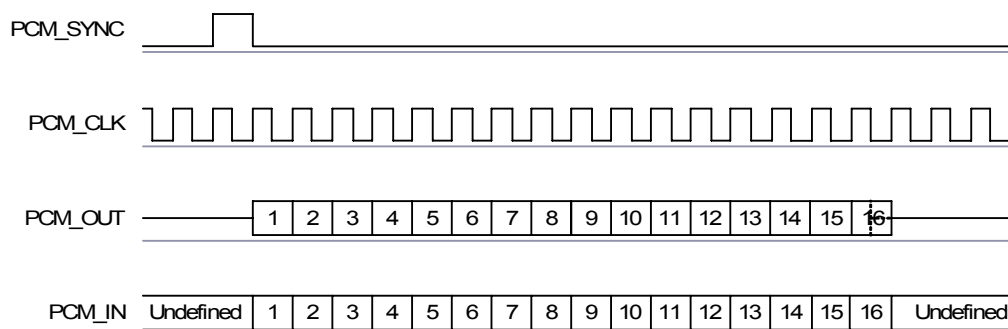 PCM_SYNC
PCM_CLK
PCM_OUT 1 2 3 4 5 6 7 8 9 10 11 12 13 14 15 16
PCM_IN Undefined 1 2 3 4 5 6 7 8 9 10 11 12 13 14 15 16 Undefined